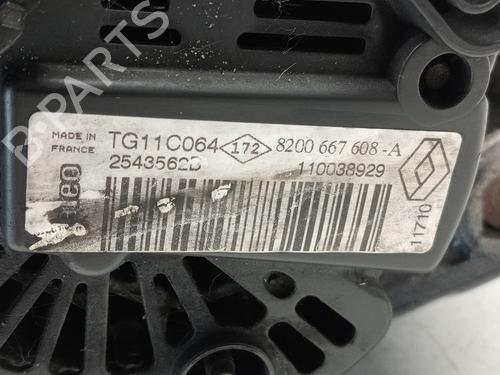 B-PARTS
MADE IN
FRANCE
TG11C064
172
8200 667 608-A
2543562D
110038929
11710